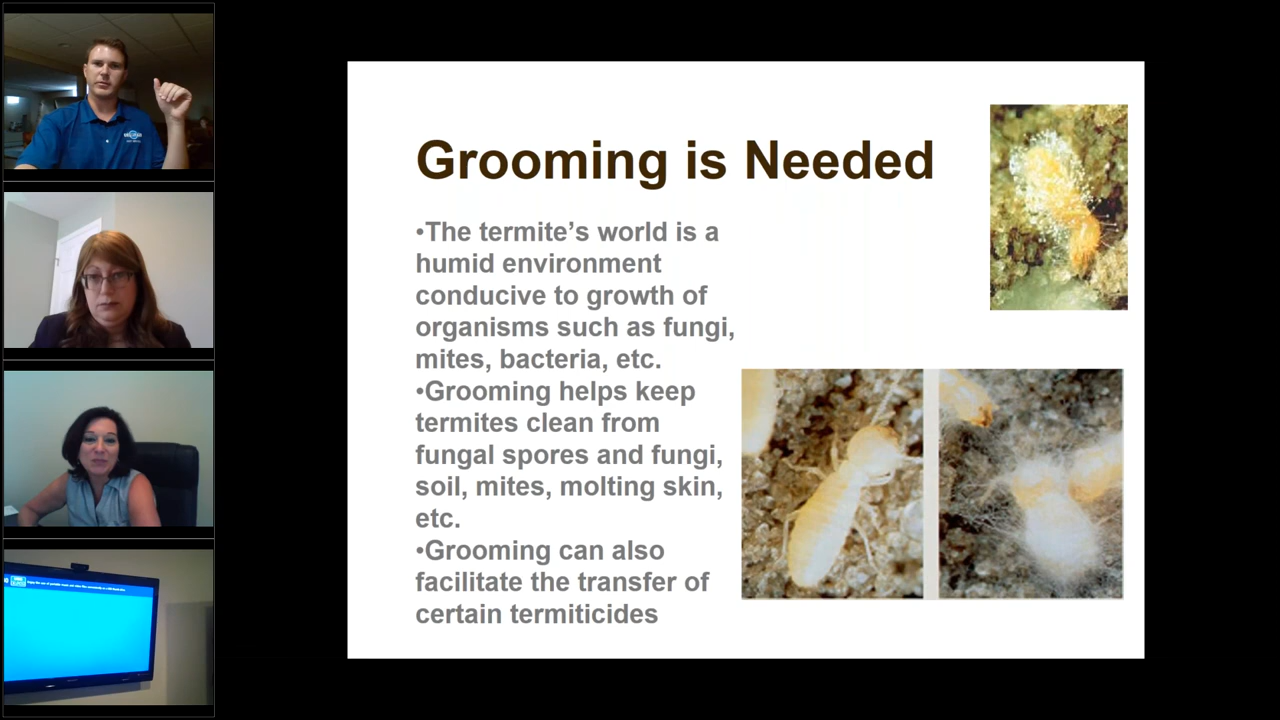 Grooming is Needed
•The termite’s world is a
humid environment
conducive to growth of
organisms such as fungi,
mites, bacteria, etc.
•Grooming helps keep
termites clean from
fungal spores and fungi,
soil, mites, molting skin,
etc.
•Grooming can also
facilitate the transfer of
certain termiticides